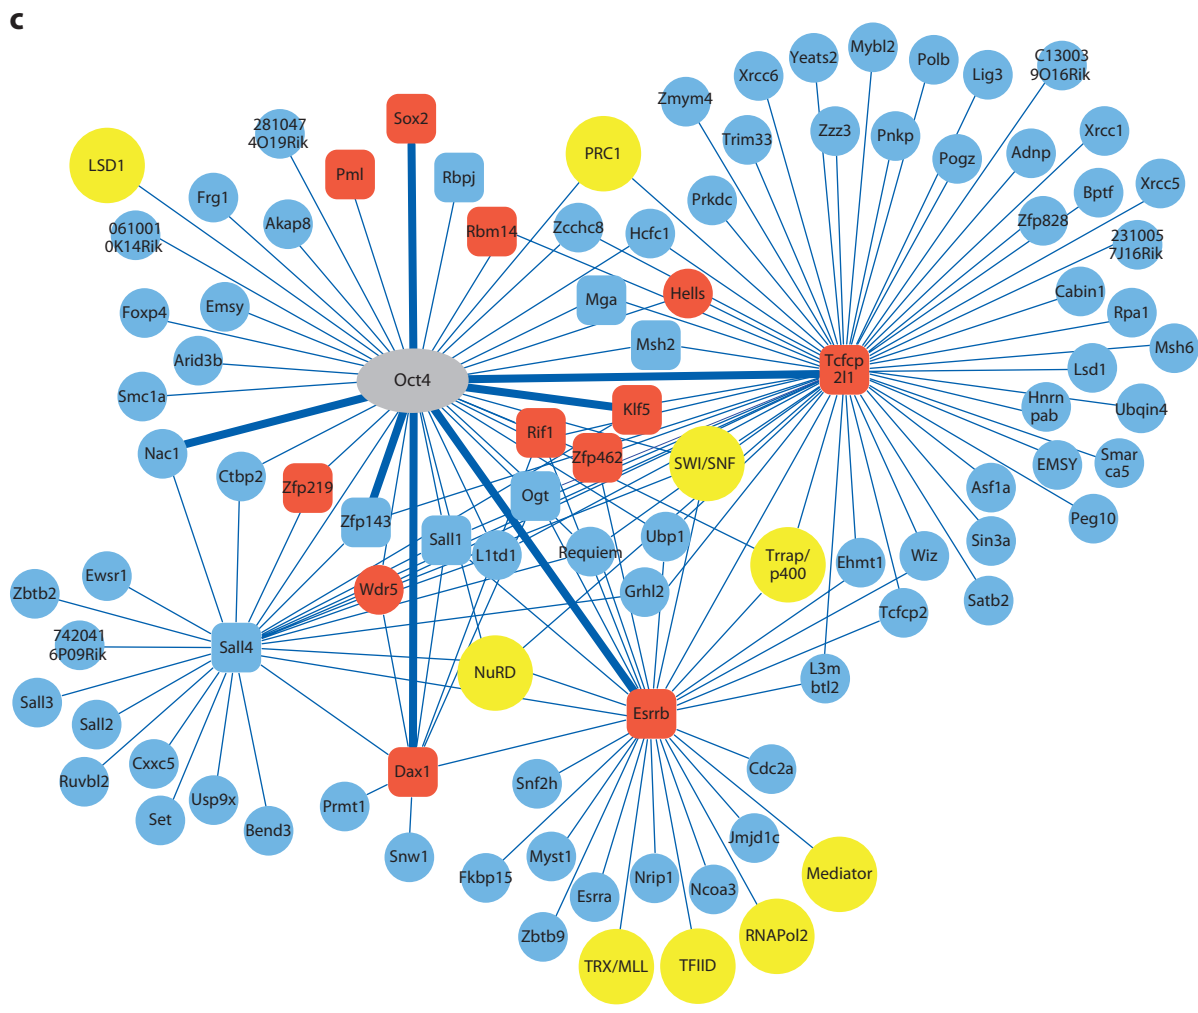 c
Sox2
281047
4O19Rik
LSD1
Pml
Rbpj
PRC1
Frg1
Akap8
061001
0K14Rik
Rbm14
Zcchc8
Hcfc1
Zmym4
Xrcc6
Yeats2
Mybl2
Polb
Lig3
C13003
9O16Rik
Trim33
Zzz3
Pnkp
Pogz
Adnp
Xrcc1
Prkdc
Zfp828
Bptf
Xrcc5
231005
7J16Rik
Foxp4
Emsy
Mga
Hells
Msh2
Cabin1
Rpa1
Msh6
Arid3b
Smc1a
Oct4
Tcfcp
2l1
Lsd1
Hnrn
pab
Ubqin4
Nac1
Ctbp2
Zfp219
Klf5
Rif1
Zfp462
SWI/SNF
EMSY
Smar
ca5
Zfp143
Ogt
Asf1a
Peg10
Sall1
L1td1
Requiem
Ubp1
Sin3a
Trrap/
p400
Ehmt1
Wiz
Ewsr1
Zbtb2
Wdr5
Grhl2
Tcfcp2
Satb2
742041
6P09Rik
Sall4
NuRD
L3m
btl2
Sall3
Sall2
Esrrb
Cxxc5
Ruvbl2
Usp9x
Set
Bend3
Dax1
Prmt1
Snw1
Snf2h
Cdc2a
Fkbp15
Myst1
Esrra
Nrip1
Ncoa3
Jmjd1c
Mediator
Zbtb9
TRX/MLL
TFIID
RNAPol2